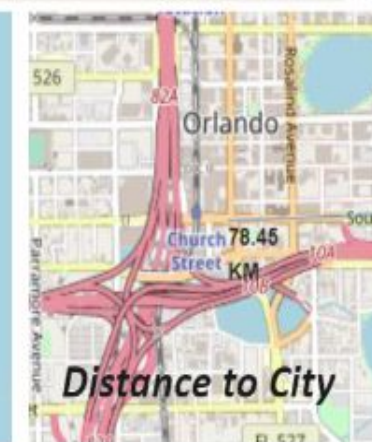 526
82A
Orlando
Rosalind Avenue
Sou
Church
Street
78.45
KM
10A
10B
Parramore Avenue
Distance to City
FL 527